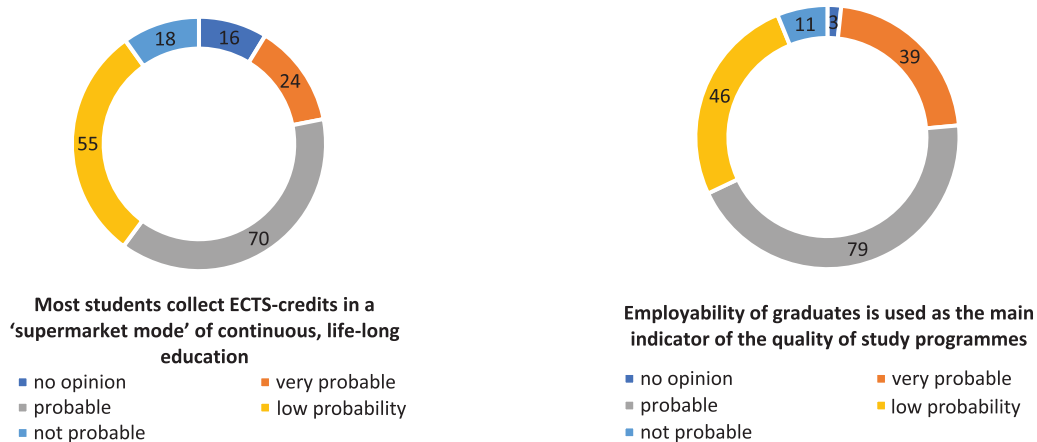 18
16
24
55
70
Most students collect ECTS-credits in a
‘supermarket mode’ of continuous, life-long
education
no opinion
very probable
probable
low probability
not probable
11
3
39
46
79
Employability of graduates is used as the main
indicator of the quality of study programmes
no opinion
very probable
probable
low probability
not probable